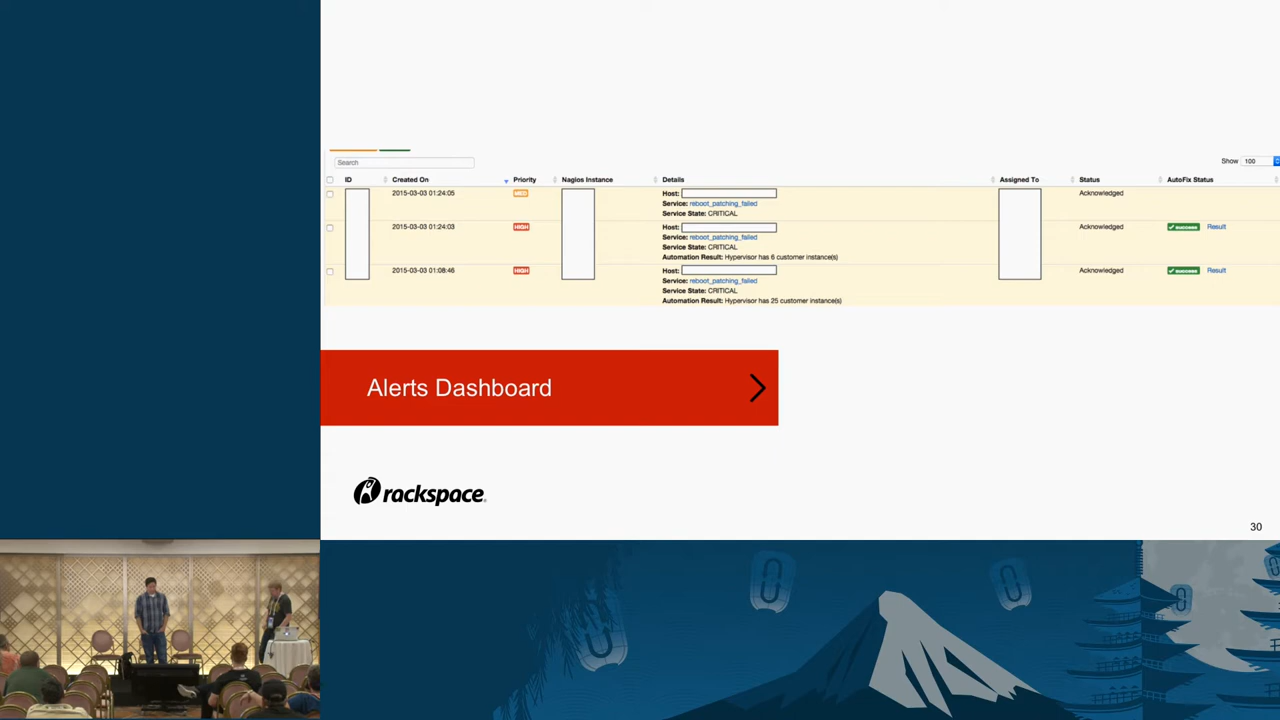 Search
Show 100
ID Created On Priority Nagios Instance Details Assigned To Status AutoFix Status
2015-03-03 01:24:05 MED Host: Acknowledged
Service: reboot_patching_failed
Service State: CRITICAL
2015-03-03 01:24:03 HIGH Host: Acknowledged ✓ SUCCESS Result
Service: reboot_patching_failed
Service State: CRITICAL
Automation Result: Hypervisor has 6 customer instance(s)
2015-03-03 01:08:46 HIGH Host: Acknowledged ✓ SUCCESS Result
Service: reboot_patching_failed
Service State: CRITICAL
Automation Result: Hypervisor has 25 customer instance(s)
Alerts Dashboard
rackspace
30